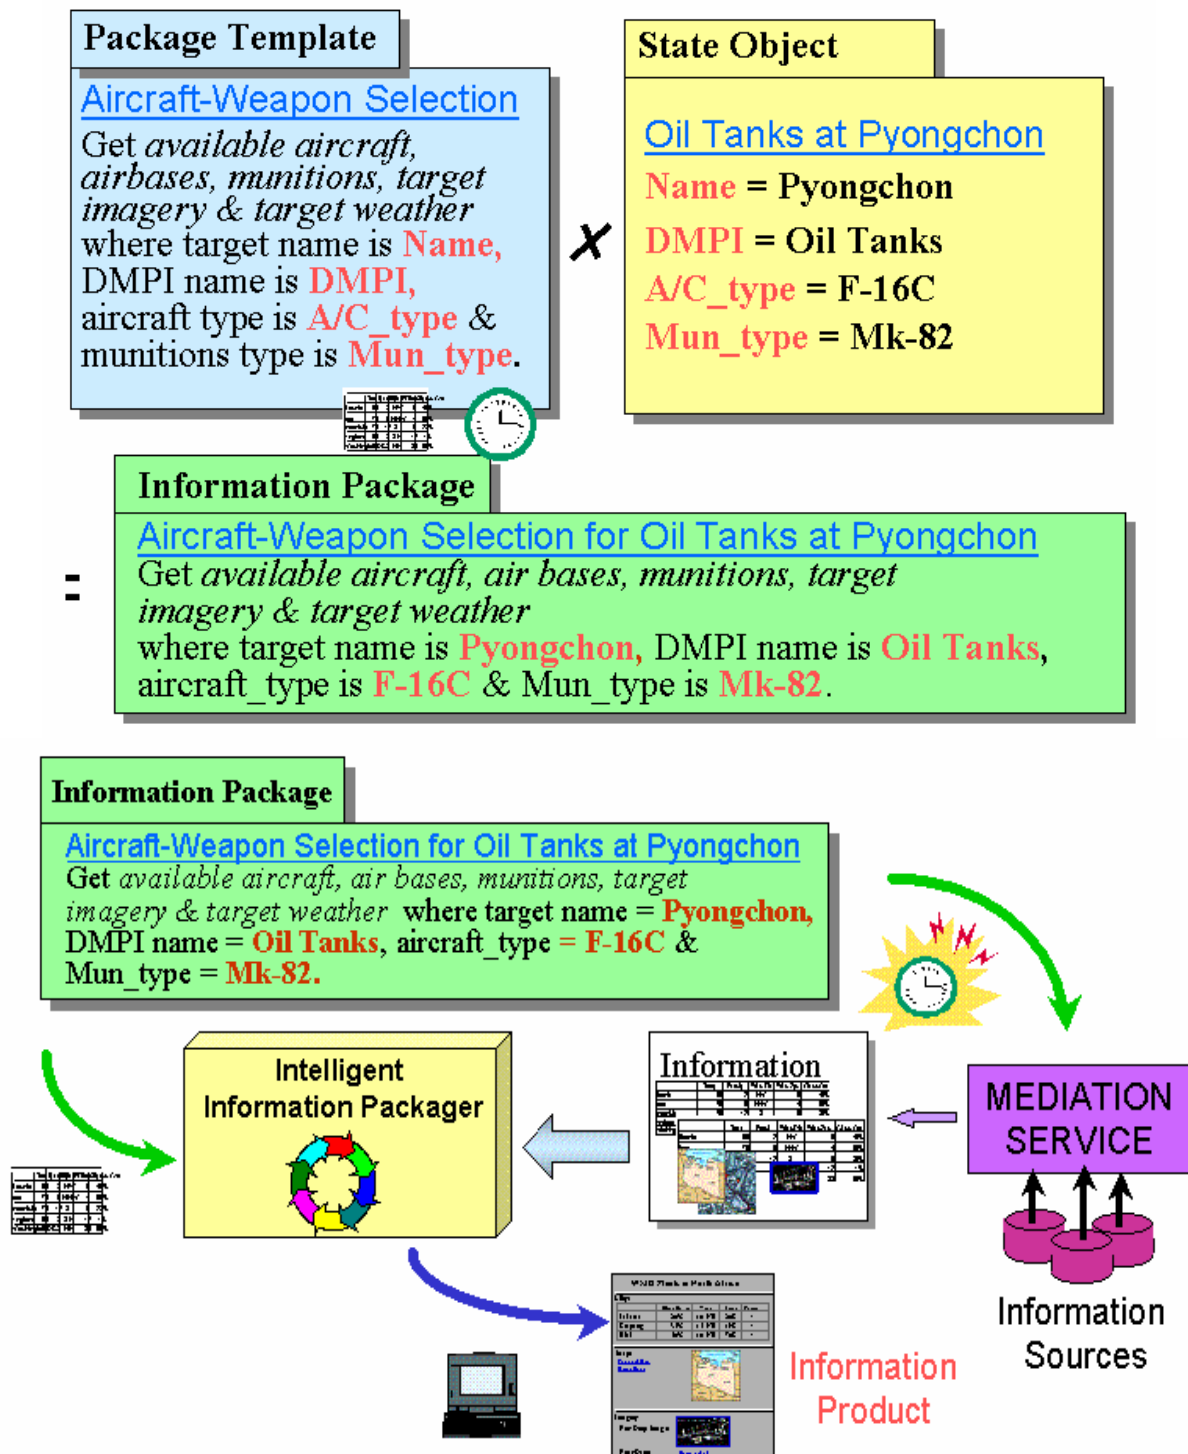 Package Template
Aircraft-Weapon Selection
Get available aircraft,
airbases, munitions, target
imagery & target weather
where target name is Name,
DMPI name is DMPI,
aircraft type is A/C_type &
munitions type is Mun_type.
x
State Object
Oil Tanks at Pyongchon
Name = Pyongchon
DMPI = Oil Tanks
A/C_type = F-16C
Mun_type = Mk-82
=
Information Package
Aircraft-Weapon Selection for Oil Tanks at Pyongchon
Get available aircraft, air bases, munitions, target
imagery & target weather
where target name is Pyongchon, DMPI name is Oil Tanks,
aircraft_type is F-16C & Mun_type is Mk-82.
Information Package
Aircraft-Weapon Selection for Oil Tanks at Pyongchon
Get available aircraft, air bases, munitions, target
imagery & target weather where target name = Pyongchon,
DMPI name = Oil Tanks, aircraft_type = F-16C &
Mun_type = Mk-82.
Intelligent
Information Packager
Information
MEDIATION
SERVICE
Information
Sources
Information
Product